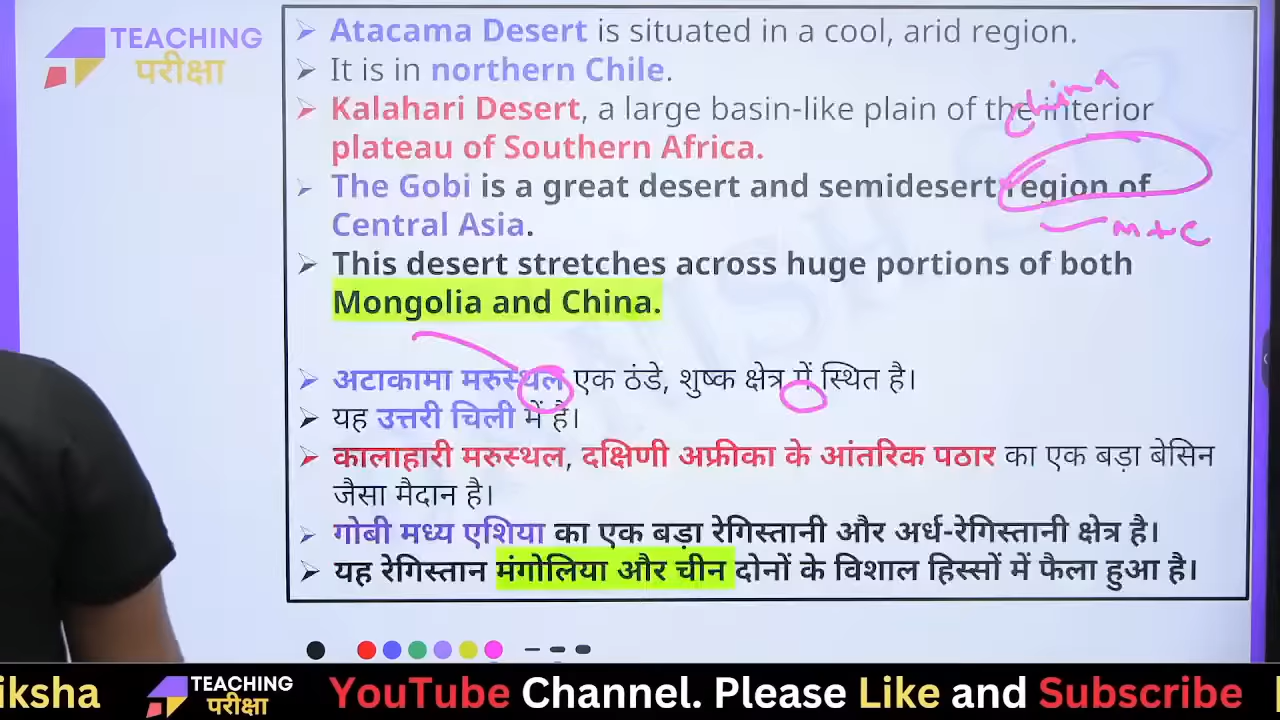 TEACHING
परीक्षा
➢ Atacama Desert is situated in a cool, arid region.
➢ It is in northern Chile.
➢ Kalahari Desert, a large basin-like plain of the interior
plateau of Southern Africa.
➢ The Gobi is a great desert and semidesert region of
Central Asia.
➢ This desert stretches across huge portions of both
Mongolia and China.
China
M+C
➢ अटाकामा मरुस्थल एक ठंडे, शुष्क क्षेत्र में स्थित है।
➢ यह उत्तरी चिली में है।
➢ कालाहारी मरुस्थल, दक्षिणी अफ्रीका के आंतरिक पठार का एक बड़ा बेसिन
जैसा मैदान है।
➢ गोबी मध्य एशिया का एक बड़ा रेगिस्तानी और अर्ध-रेगिस्तानी क्षेत्र है।
➢ यह रेगिस्तान मंगोलिया और चीन दोनों के विशाल हिस्सों में फैला हुआ है।
iksha TEACHING परीक्षा YouTube Channel. Please Like and Subscribe